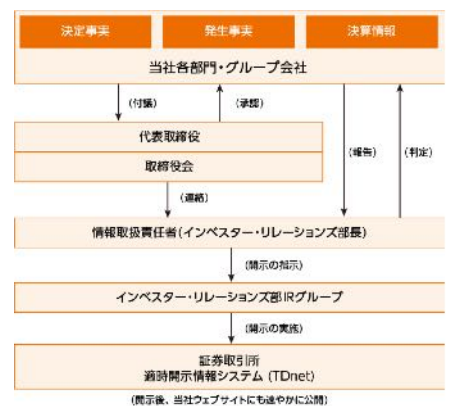 決定事実 発生事実 決算情報
当社各部門・グループ会社
(付議) (承認)
代表取締役
取締役会
(報告) (判定)
(連絡)
情報取扱責任者(インベスター・リレーションズ部長)
(開示の指示)
インベスター・リレーションズ部IRグループ
(開示の実施)
証券取引所
適時開示情報システム (TDnet)
(開示後、当社ウェブサイトにも速やかに公開)